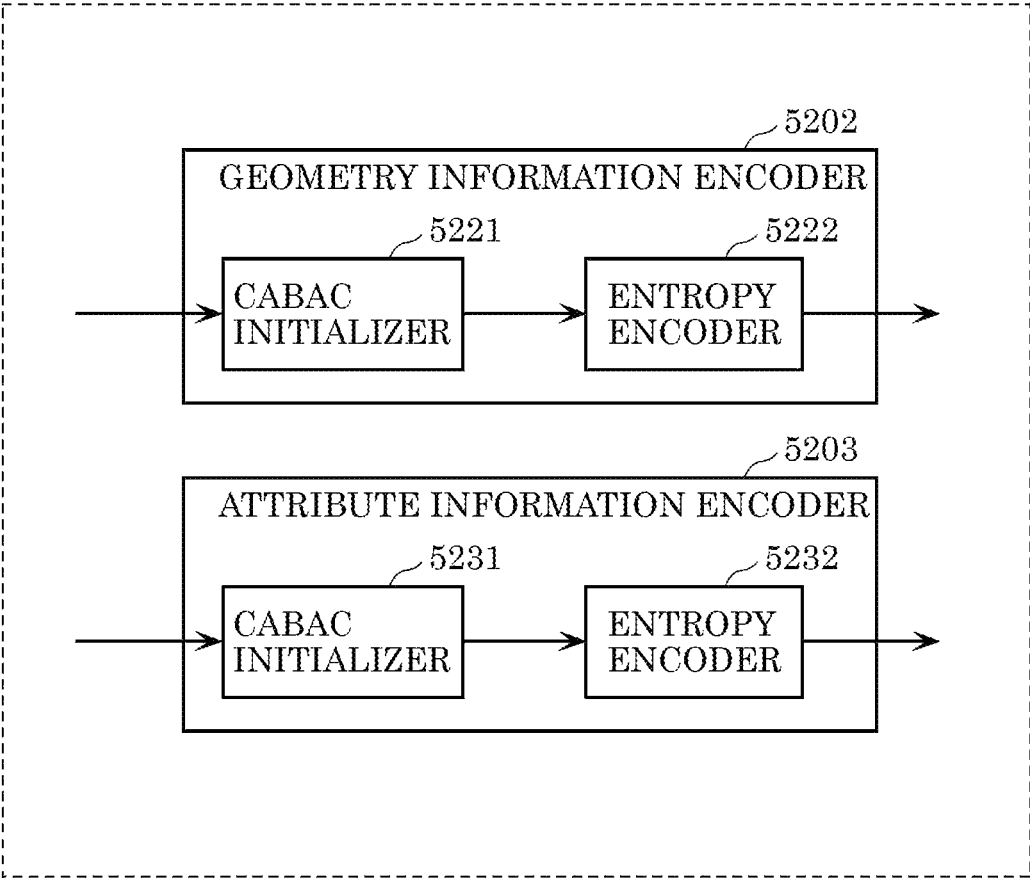 5202
GEOMETRY INFORMATION ENCODER
5221
5222
CABAC
INITIALIZER
ENTROPY
ENCODER
5203
ATTRIBUTE INFORMATION ENCODER
5231
5232
CABAC
INITIALIZER
ENTROPY
ENCODER